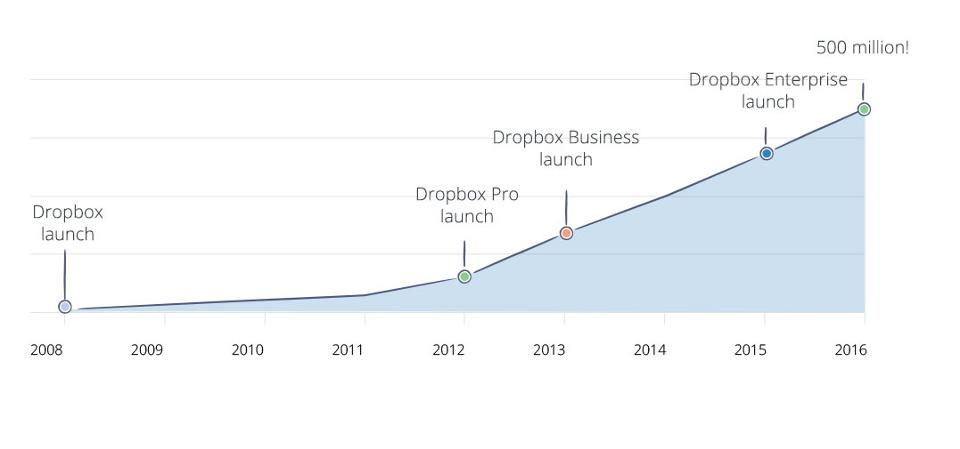 500 million!
Dropbox Enterprise
launch
Dropbox Business
launch
Dropbox Pro
launch
Dropbox
launch
2008 2009 2010 2011 2012 2013 2014 2015 2016